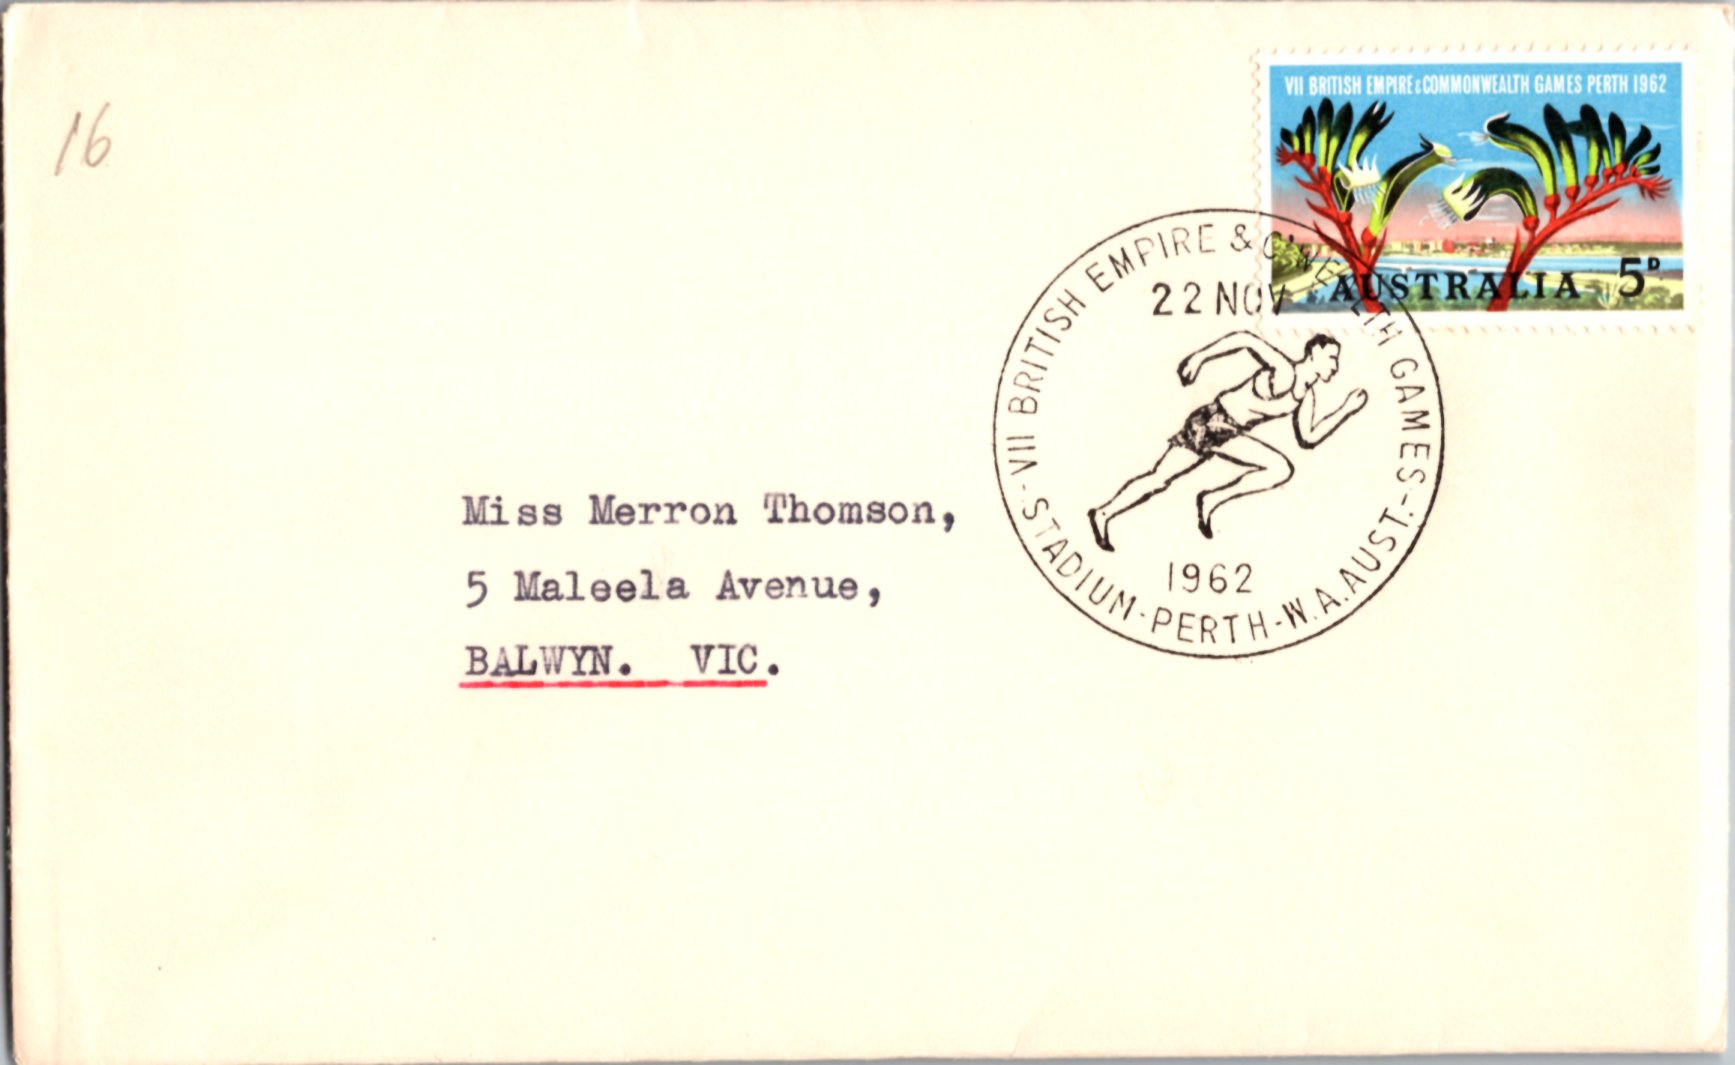 16
VII BRITISH EMPIRE & COMMONWEALTH GAMES PERTH 1962
AUSTRALIA 5D
VII BRITISH EMPIRE & C'WEALTH GAMES -
22 NOV
1962
- STADIUM - PERTH - W.A. AUST. -
Miss Merron Thomson,
5 Maleela Avenue,
BALWYN. VIC.